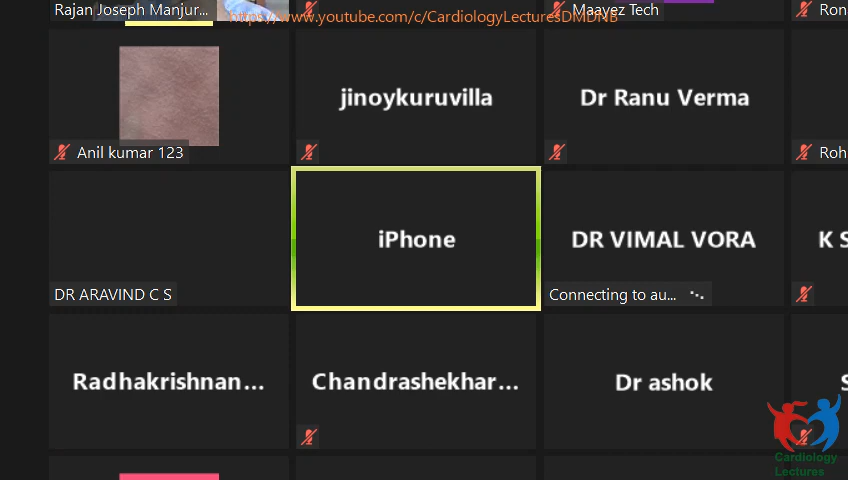 Rajan Joseph Manjur...
https://www.youtube.com/c/CardiologyLecturesDMDNB
Maayez Tech
Ron
Anil kumar 123
jinoykuruvilla
Dr Ranu Verma
Roh
DR ARAVIND C S
iPhone
DR VIMAL VORA
Connecting to au...
K S
Radhakrishnan...
Chandrashekhar...
Dr ashok
S
Cardiology
Lectures